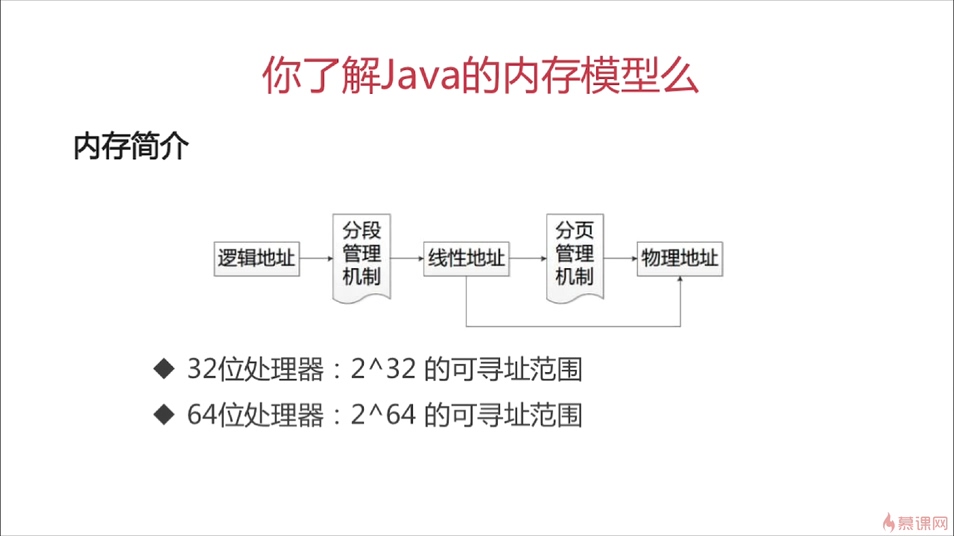 你了解Java的内存模型么
内存简介
逻辑地址
分段
管理
机制
线性地址
分页
管理
机制
物理地址
◆ 32位处理器：2^32 的可寻址范围
◆ 64位处理器：2^64 的可寻址范围
慕课网